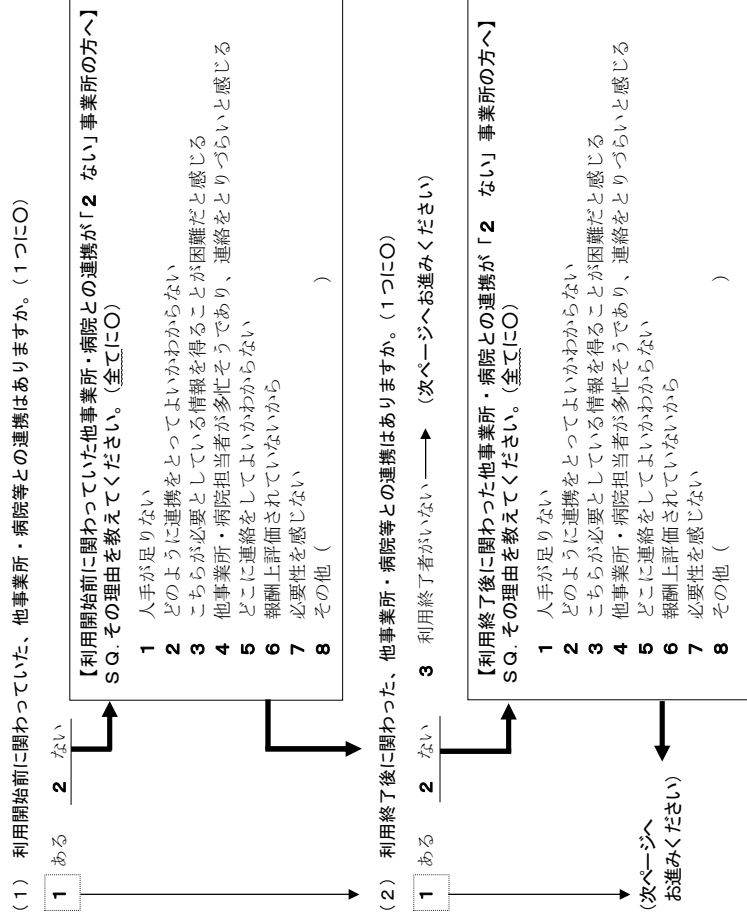 （１）　利用開始前に関わっていた、他事業所・病院等との連携はありますか。（１つに○）
１　ある　　２　ない
【利用開始前に関わっていた他事業所・病院との連携が「２　ない」事業所の方へ】
ＳＱ．その理由を教えてください。（全てに○）
１　人手が足りない
２　どのように連携をとってよいかわからない
３　こちらが必要としている情報を得ることが困難だと感じる
４　他事業所・病院担当者が多忙そうであり、連絡をとりづらいと感じる
５　どこに連絡をしてよいかわからない
６　報酬上評価されていないから
７　必要性を感じない
８　その他（　　　　　　　　　　）
（２）　利用終了後に関わった、他事業所・病院等との連携はありますか。（１つに○）
１　ある　　２　ない　　３　利用終了者がいない　（次ページへお進みください）
【利用終了後に関わった他事業所・病院との連携が「２　ない」事業所の方へ】
ＳＱ．その理由を教えてください。（全てに○）
１　人手が足りない
２　どのように連携をとってよいかわからない
３　こちらが必要としている情報を得ることが困難だと感じる
４　他事業所・病院担当者が多忙そうであり、連絡をとりづらいと感じる
５　どこに連絡をしてよいかわからない
６　報酬上評価されていないから
７　必要性を感じない
８　その他（　　　　　　　　　　）
（次ページへ
お進みください）